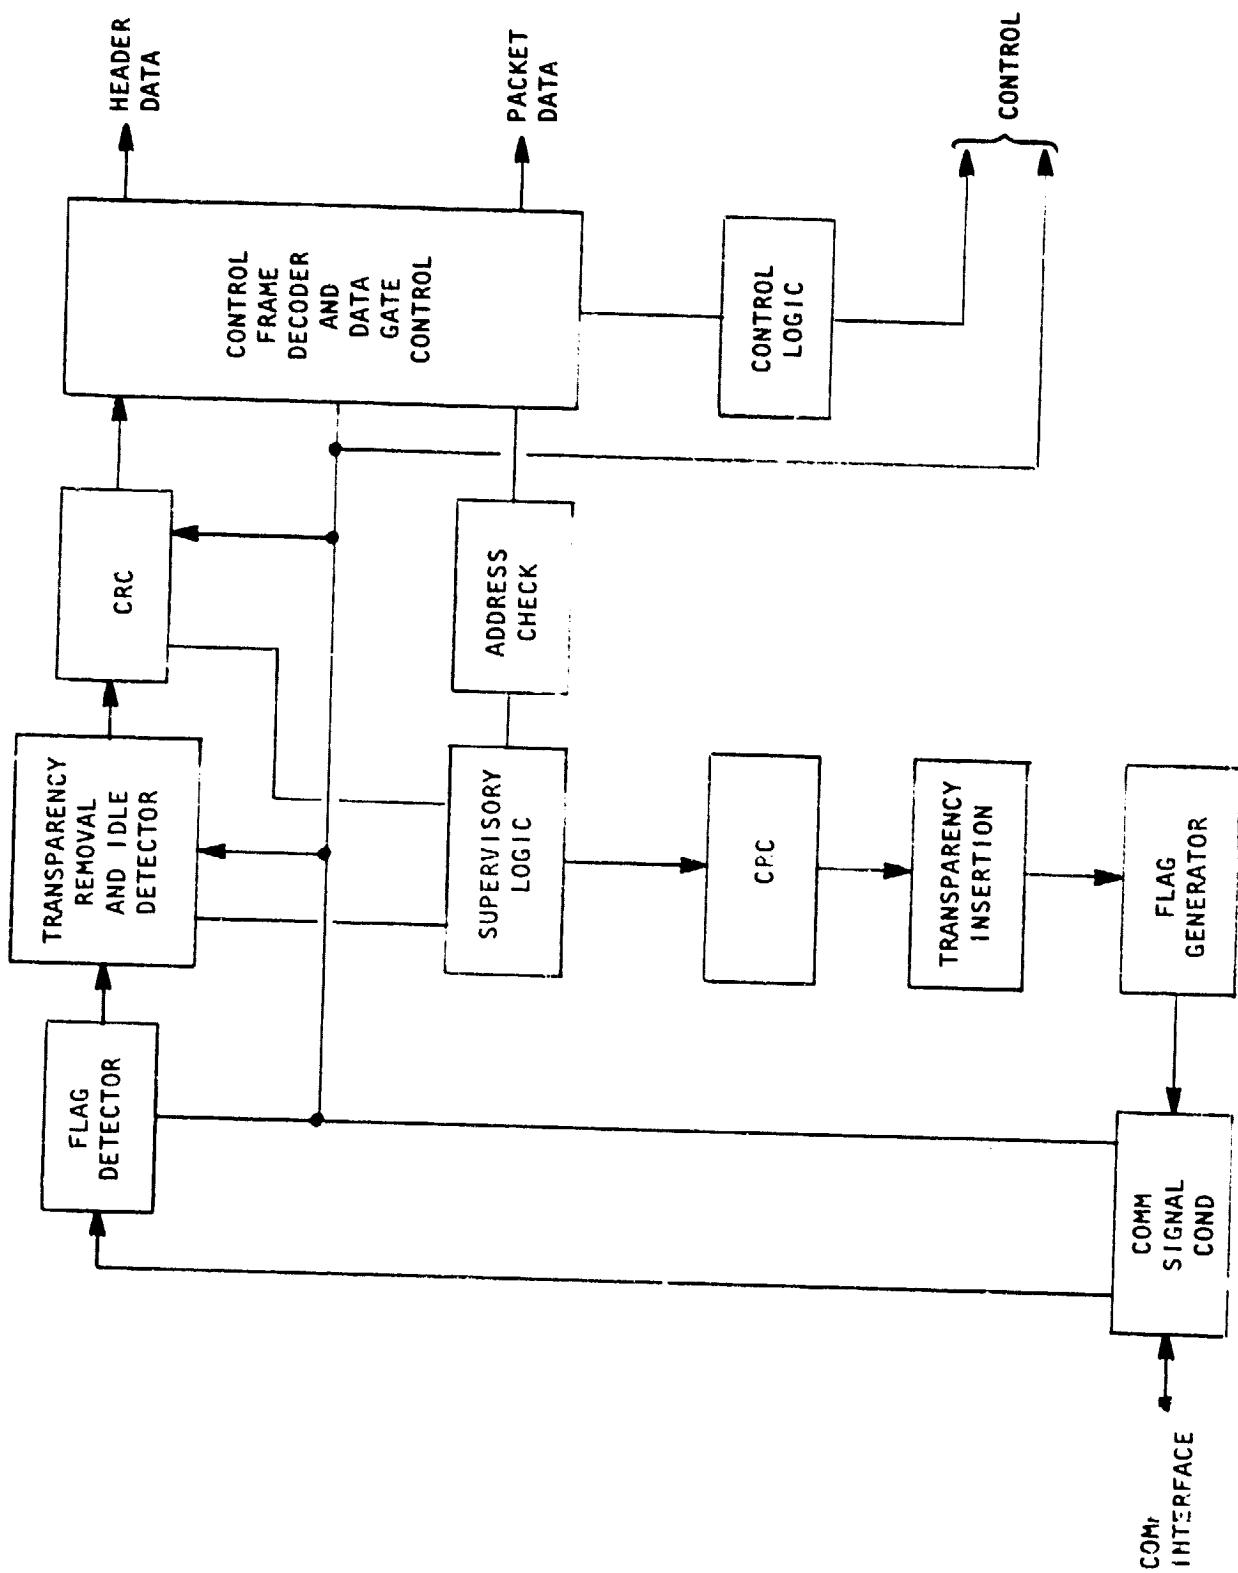 HEADER
DATA
PACKET
DATA
CONTROL
CONTROL
FRAME
DECODER
AND
DATA
GATE
CONTROL
CONTROL
LOGIC
CRC
ADDRESS
CHECK
TRANSPARENCY
REMOVAL
AND IDLE
DETECTOR
SUPERVISORY
LOGIC
CPC
TRANSPARENCY
INSERTION
FLAG
GENERATOR
FLAG
DETECTOR
COMM
SIGNAL
COND
INTERFACE